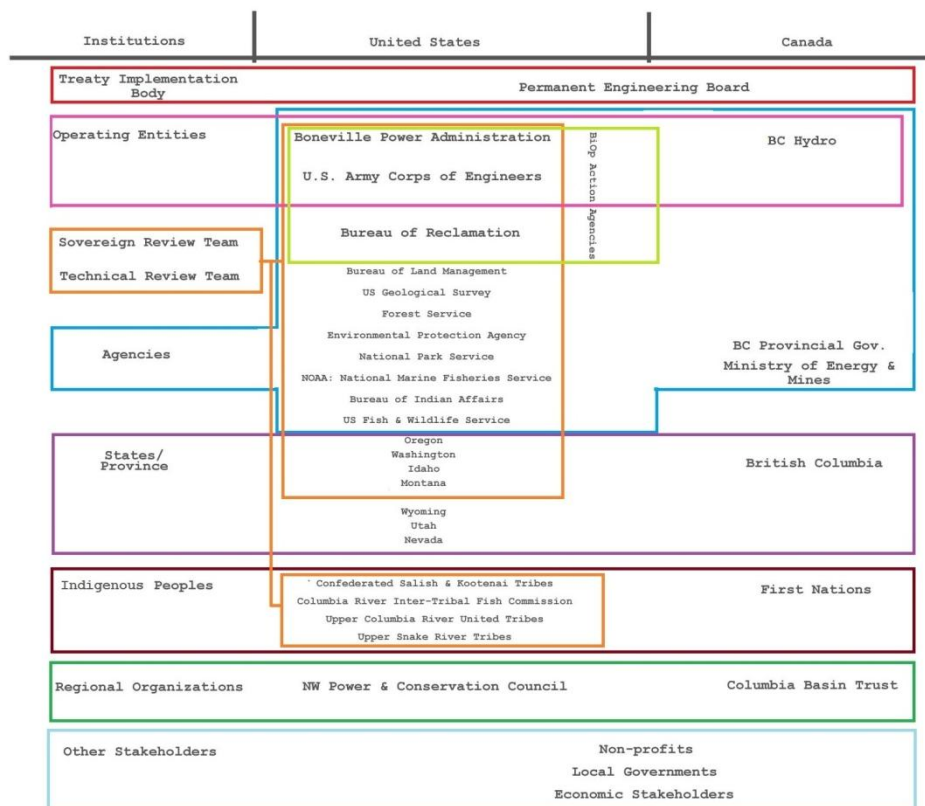 Institutions
United States
Canada
Treaty Implementation
Body
Permanent Engineering Board
Operating Entities
Boneville Power Administration
BC Hydro
U.S. Army Corps of Engineers
BiOp Action Agencies
Bureau of Reclamation
Sovereign Review Team
Technical Review Team
Bureau of Land Management
US Geological Survey
Forest Service
Environmental Protection Agency
National Park Service
NOAA: National Marine Fisheries Service
Bureau of Indian Affairs
US Fish & Wildlife Service
Agencies
BC Provincial Gov.
Ministry of Energy &
Mines
States/
Province
Oregon
Washington
Idaho
Montana
Wyoming
Utah
Nevada
British Columbia
Indigenous Peoples
Confederated Salish & Kootenai Tribes
Columbia River Inter-Tribal Fish Commission
Upper Columbia River United Tribes
Upper Snake River Tribes
First Nations
Regional Organizations
NW Power & Conservation Council
Columbia Basin Trust
Other Stakeholders
Non-profits
Local Governments
Economic Stakeholders